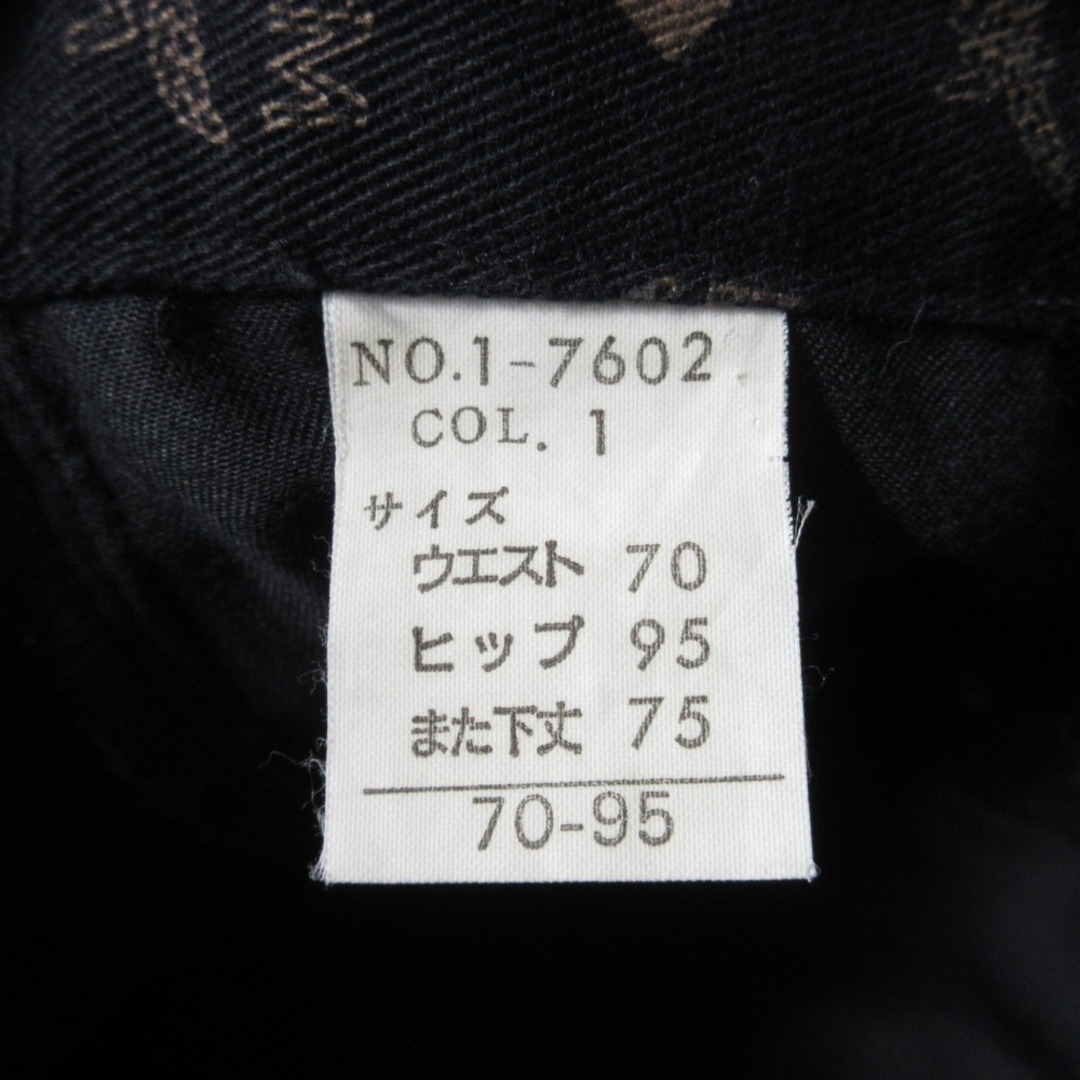 NO.1-7602
COL. 1
サイズ
ウエスト 70
ヒップ 95
また下丈 75
70-95